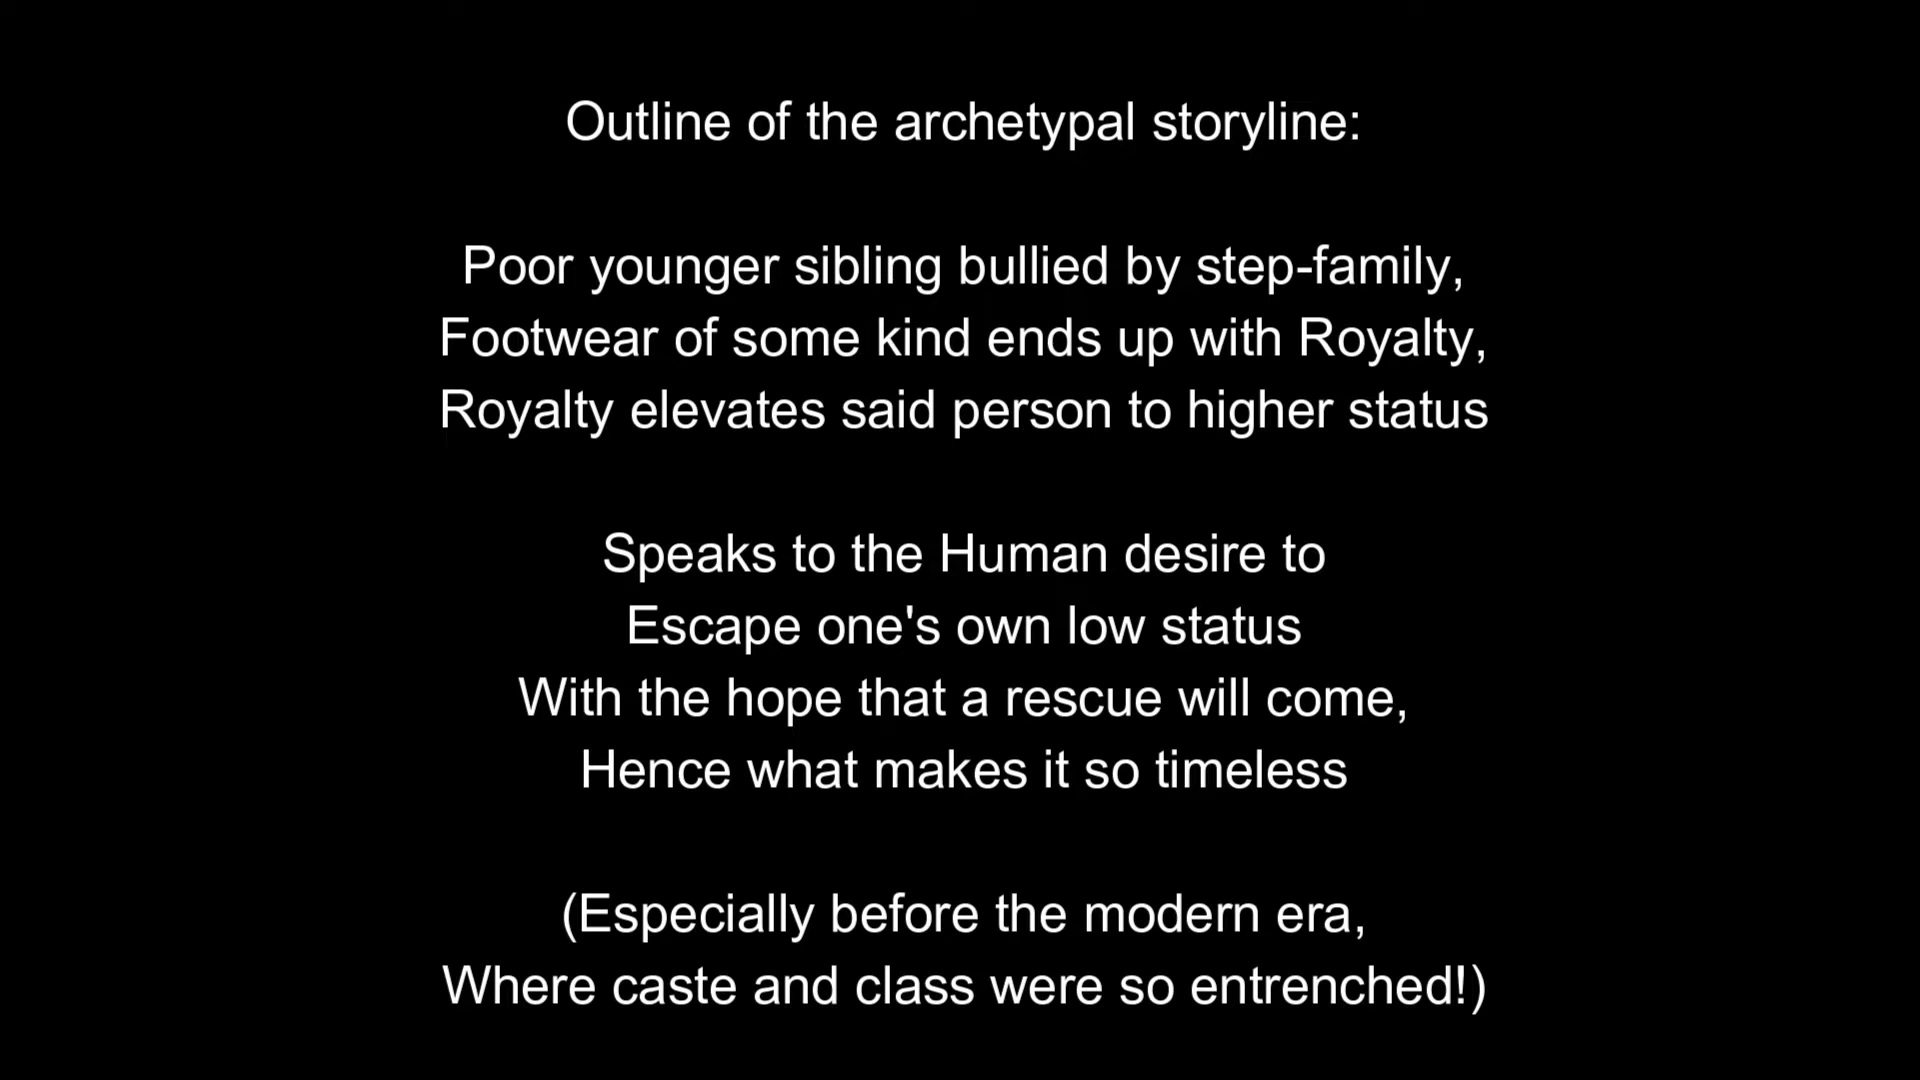 Outline of the archetypal storyline:
Poor younger sibling bullied by step-family,
Footwear of some kind ends up with Royalty,
Royalty elevates said person to higher status
Speaks to the Human desire to
Escape one's own low status
With the hope that a rescue will come,
Hence what makes it so timeless
(Especially before the modern era,
Where caste and class were so entrenched!)